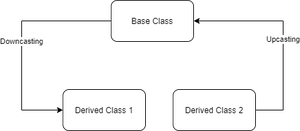 Base Class
Downcasting
Upcasting
Derived Class 1
Derived Class 2